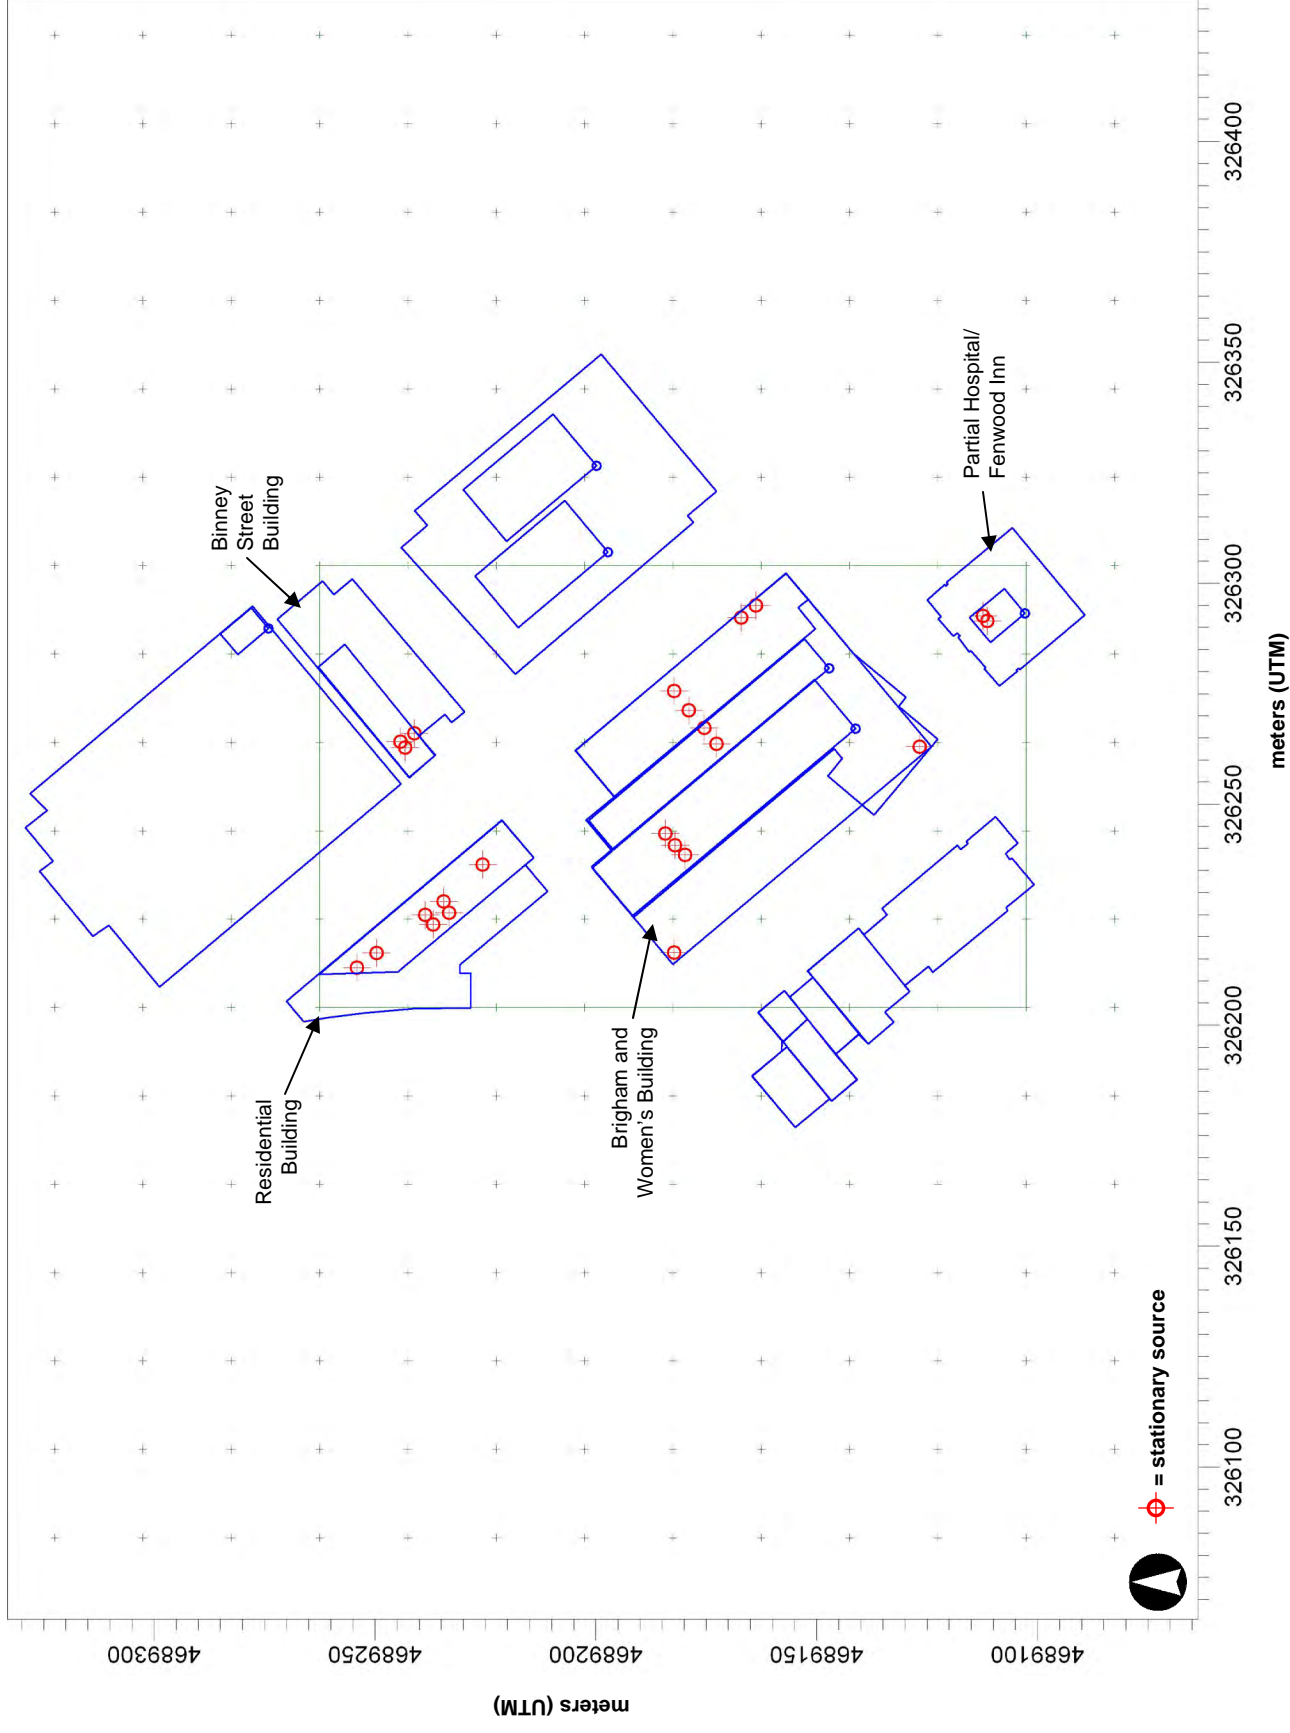 Binney
Street
Building
Partial Hospital/
Fenwood Inn
Residential
Building
Brigham and
Women's Building
= stationary source
4689300
4689250
4689200
4689150
4689100
meters (UTM)
326100
326150
326200
326250
326300
326350
326400
meters (UTM)